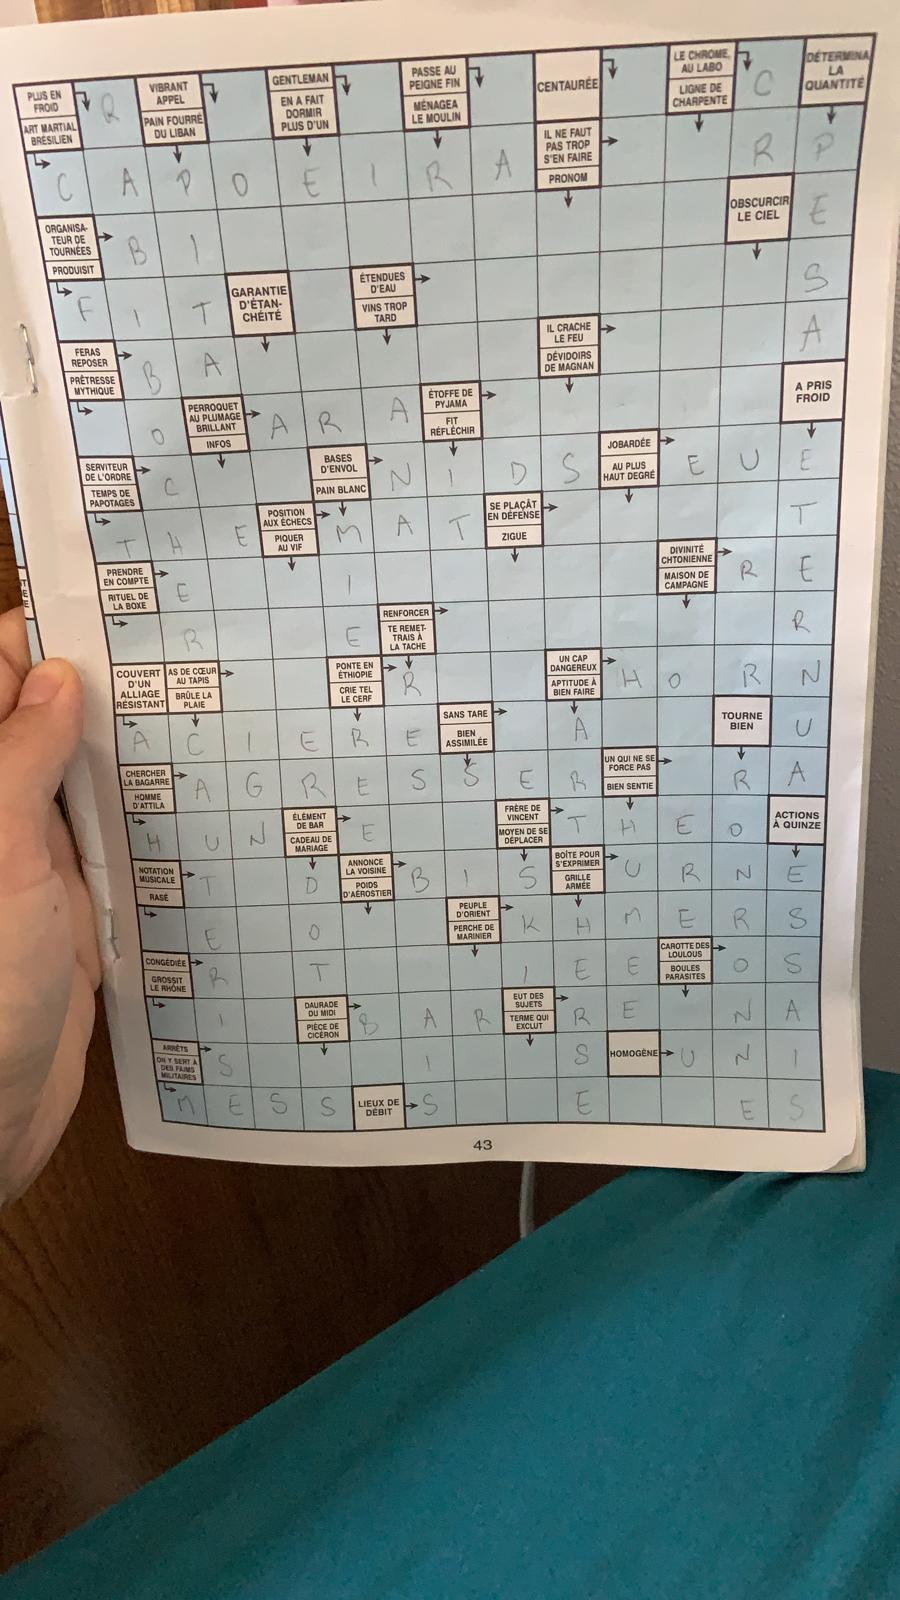 PLUS EN FROID
ART MARTIAL BRÉSILIEN
R
VIBRANT APPEL
PAIN FOURRÉ DU LIBAN
GENTLEMAN
EN A FAIT DORMIR PLUS D'UN
PASSE AU PEIGNE FIN
MÉNAGEA LE MOULIN
CENTAURÉE
LE CHROME, AU LABO
LIGNE DE CHARPENTE
C
DÉTERMINA LA QUANTITÉ
C A P O E I R A
IL NE FAUT PAS TROP S'EN FAIRE
PRONOM
R P
ORGANISA-TEUR DE TOURNÉES
PRODUISIT
B I
OBSCURCIR LE CIEL
E
F I T
GARANTIE D'ÉTAN-CHÉITÉ
ÉTENDUES D'EAU
VINS TROP TARD
S
FERAS REPOSER
PRÊTRESSE MYTHIQUE
B A
IL CRACHE LE FEU
DÉVIDOIRS DE MAGNAN
A
O
PERROQUET AU PLUMAGE BRILLANT
INFOS
A R A
ÉTOFFE DE PYJAMA
FIT RÉFLÉCHIR
A PRIS FROID
SERVITEUR DE L'ORDRE
TEMPS DE PAPOTAGES
C
BASES D'ENVOL
PAIN BLANC
N I D S
JOBARDÉE
AU PLUS HAUT DEGRÉ
E U E
T H E
POSITION AUX ÉCHECS
PIQUER AU VIF
M A T
SE PLAÇÂT EN DÉFENSE
ZIGUE
T
PRENDRE EN COMPTE
RITUEL DE LA BOXE
E I
DIVINITÉ CHTONIENNE
MAISON DE CAMPAGNE
R E
R E
RENFORCER
TE REMET-TRAIS À LA TACHE
R
COUVERT D'UN ALLIAGE RÉSISTANT
AS DE CŒUR AU TAPIS
BRÛLE LA PLAIE
PONTE EN ÉTHIOPIE
CRIE TEL LE CERF
R
UN CAP DANGEREUX
APTITUDE À BIEN FAIRE
H O R N
A C I E R E
SANS TARE
BIEN ASSIMILÉE
A
TOURNE BIEN
U
CHERCHER LA BAGARRE
HOMME D'ATTILA
A G R E S S E R
UN QUI NE SE FORCE PAS
BIEN SENTIE
R A
H U N
ÉLÉMENT DE BAR
CADEAU DE MARIAGE
E
FRÈRE DE VINCENT
MOYEN DE SE DÉPLACER
T H E O
ACTIONS À QUINZE
NOTATION MUSICALE
RASÉ
T D
ANNONCE LA VOISINE
POIDS D'AÉROSTIER
B I S
BOÎTE POUR S'EXPRIMER
GRILLE ARMÉE
U R N E
E O
PEUPLE D'ORIENT
PERCHE DE MARINIER
K H M E R S
CONGÉDIÉE
GROSSIT LE RHÔNE
R T I E E
CAROTTE DES LOULOUS
BOULES PARASITES
O S
I
DAURADE DU MIDI
PIÈCE DE CICÉRON
B A R
EUT DES SUJETS
TERME QUI EXCLUT
R E N A
ARRÊTS
ON Y SERT À DES FAIMS MILITAIRES
S I S
HOMOGÈNE
U N I
M E S S
LIEUX DE DÉBIT
S E E S
43